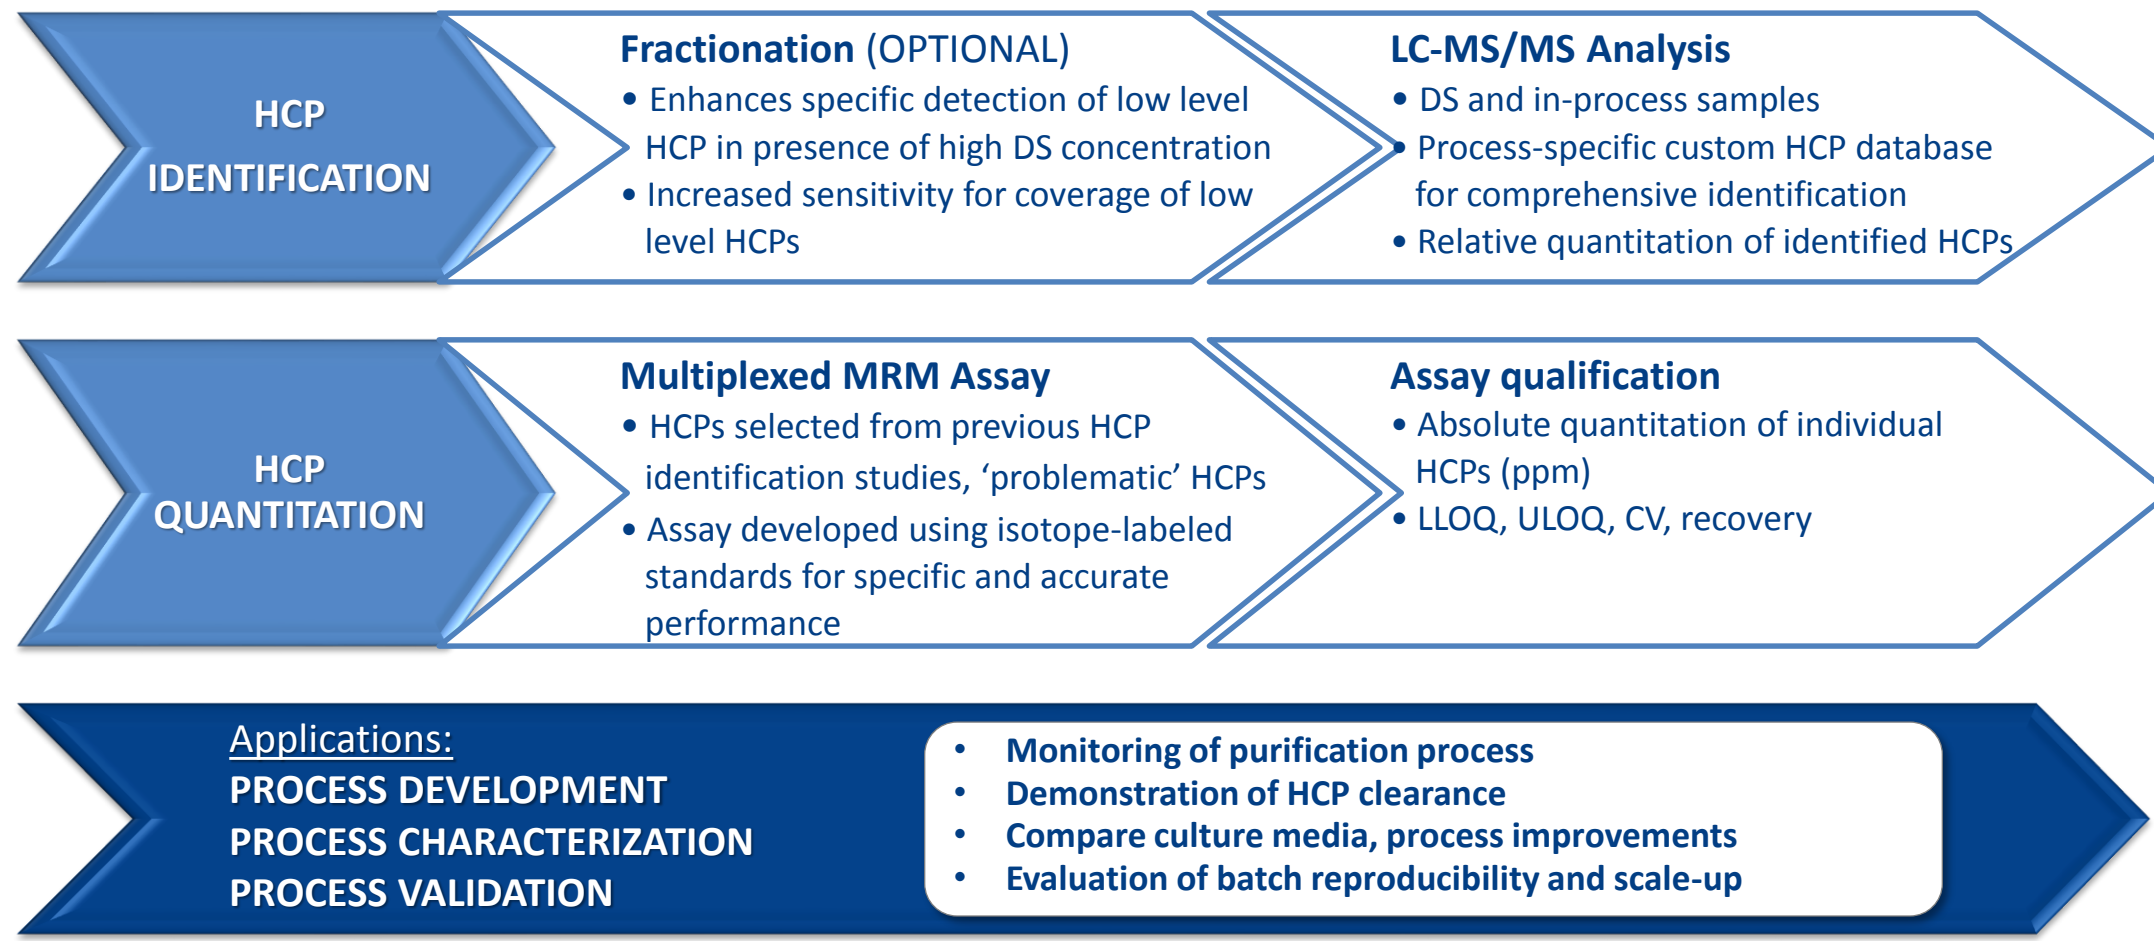 HCP
IDENTIFICATION
Fractionation (OPTIONAL)
• Enhances specific detection of low level
HCP in presence of high DS concentration
• Increased sensitivity for coverage of low
level HCPs
LC-MS/MS Analysis
• DS and in-process samples
• Process-specific custom HCP database
for comprehensive identification
• Relative quantitation of identified HCPs
HCP
QUANTITATION
Multiplexed MRM Assay
• HCPs selected from previous HCP
identification studies, ‘problematic’ HCPs
• Assay developed using isotope-labeled
standards for specific and accurate
performance
Assay qualification
• Absolute quantitation of individual
HCPs (ppm)
• LLOQ, ULOQ, CV, recovery
Applications:
PROCESS DEVELOPMENT
PROCESS CHARACTERIZATION
PROCESS VALIDATION
• Monitoring of purification process
• Demonstration of HCP clearance
• Compare culture media, process improvements
• Evaluation of batch reproducibility and scale-up